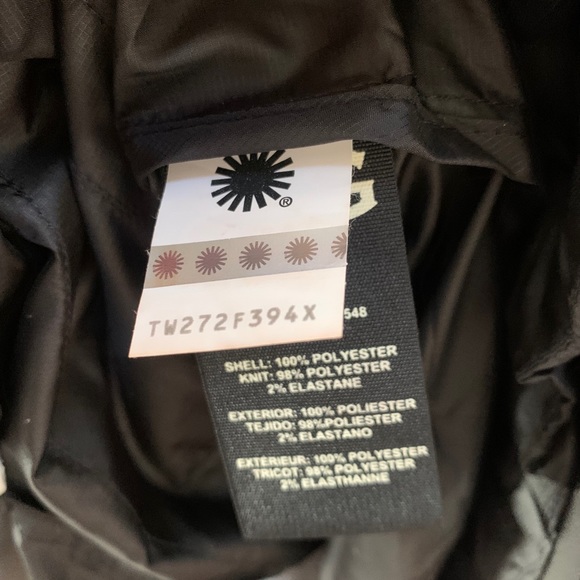 ®
TW272F394X
548
SHELL: 100% POLYESTER
KNIT: 98% POLYESTER
2% ELASTANE
EXTERIOR: 100% POLIESTER
TEJIDO: 98%POLIESTER
2% ELASTANO
EXTÉRIEUR: 100% POLYESTER
TRICOT: 98% POLYESTER
2% ELASTHANNE